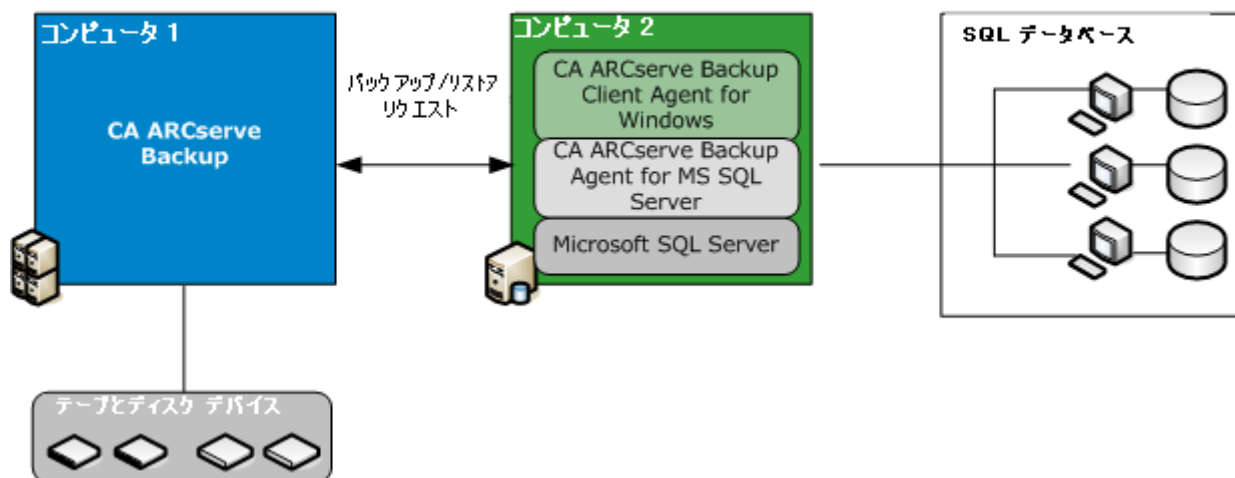 コンピュータ 1
CA ARCserve
Backup
バックアップ/リストア
リクエスト
コンピュータ 2
CA ARCserve Backup
Client Agent for
Windows
CA ARCserve Backup
Agent for MS SQL
Server
Microsoft SQL Server
SQL データベース
テープとディスク デバイス